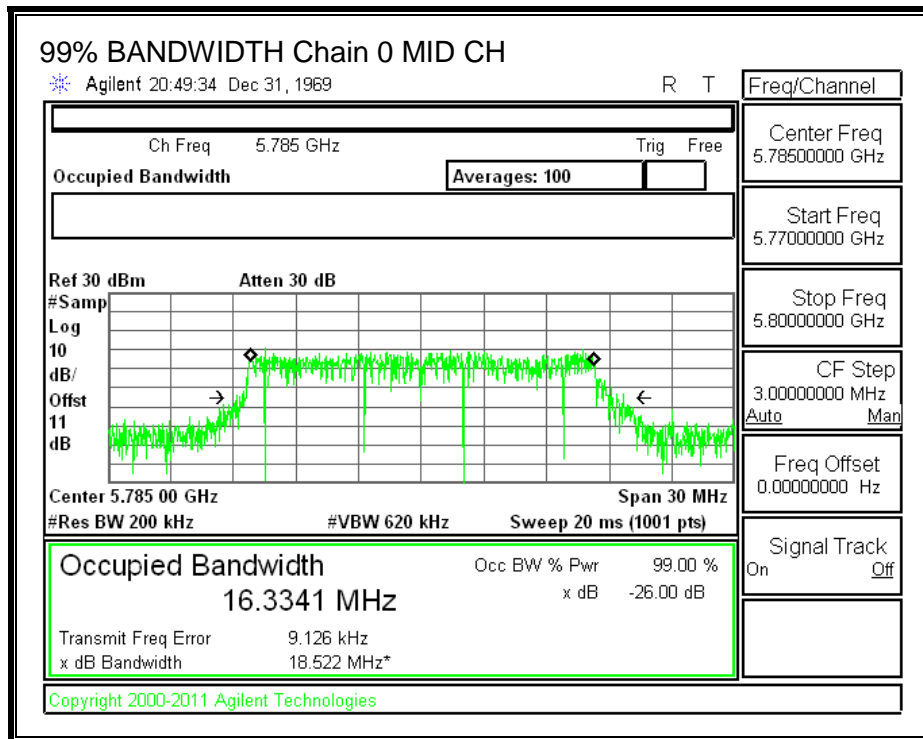 99% BANDWIDTH Chain 0 MID CH
Agilent 20:49:34 Dec 31, 1969 R T
Freq/Channel
Ch Freq 5.785 GHz Trig Free
Occupied Bandwidth Averages: 100
Center Freq
5.78500000 GHz
Start Freq
5.77000000 GHz
Stop Freq
5.80000000 GHz
CF Step
3.00000000 MHz
Auto Man
Freq Offset
0.00000000 Hz
Signal Track
On Off
Ref 30 dBm Atten 30 dB
#Samp
Log
10
dB/
Offst
11
dB
Center 5.785 00 GHz Span 30 MHz
#Res BW 200 kHz #VBW 620 kHz Sweep 20 ms (1001 pts)
Occupied Bandwidth Occ BW % Pwr 99.00 %
16.3341 MHz x dB -26.00 dB
Transmit Freq Error 9.126 kHz
x dB Bandwidth 18.522 MHz*
Copyright 2000-2011 Agilent Technologies